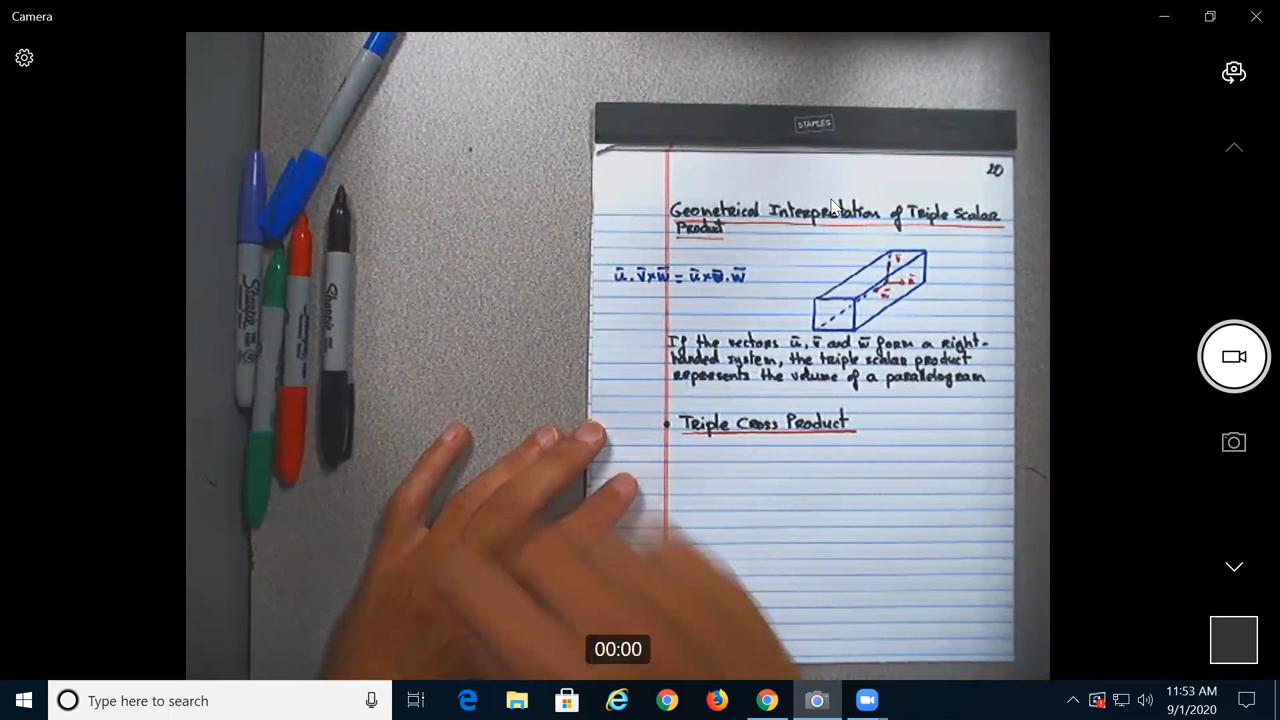 Camera
STAPLES
20
Geometrical Interpretation of Triple Scalar
Product
ū . v̄ x w̄ = ū x v̄ . w̄
If the vectors ū, v̄ and w̄ form a right-
handed system, the triple scalar product
represents the volume of a parallelogram
• Triple Cross Product
Sharpie
Sharpie
00:00
Type here to search
11:53 AM
9/1/2020